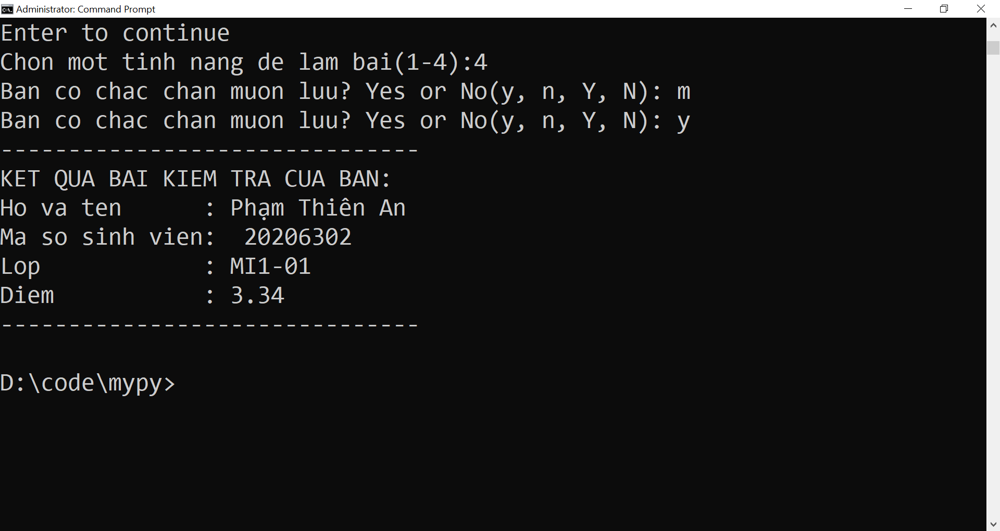 Administrator: Command Prompt
Enter to continue
Chon mot tinh nang de lam bai(1-4):4
Ban co chac chan muon luu? Yes or No(y, n, Y, N): m
Ban co chac chan muon luu? Yes or No(y, n, Y, N): y
-------------------------------
KET QUA BAI KIEM TRA CUA BAN:
Ho va ten      : Phạm Thiên An
Ma so sinh vien:  20206302
Lop            : MI1-01
Diem           : 3.34
-------------------------------
D:\code\mypy>